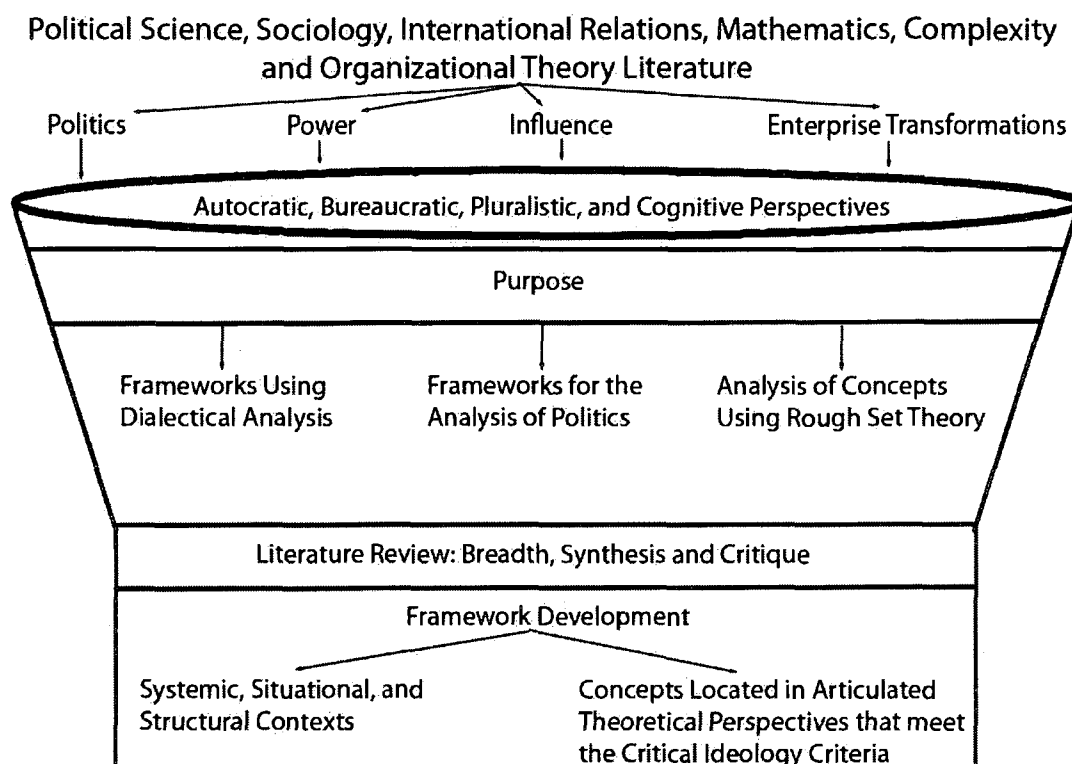 Political Science, Sociology, International Relations, Mathematics, Complexity
and Organizational Theory Literature
Politics Power Influence Enterprise Transformations
Autocratic, Bureaucratic, Pluralistic, and Cognitive Perspectives
Purpose
Frameworks Using
Dialectical Analysis
Frameworks for the
Analysis of Politics
Analysis of Concepts
Using Rough Set Theory
Literature Review: Breadth, Synthesis and Critique
Framework Development
Systemic, Situational, and
Structural Contexts
Concepts Located in Articulated
Theoretical Perspectives that meet
the Critical Ideology Criteria